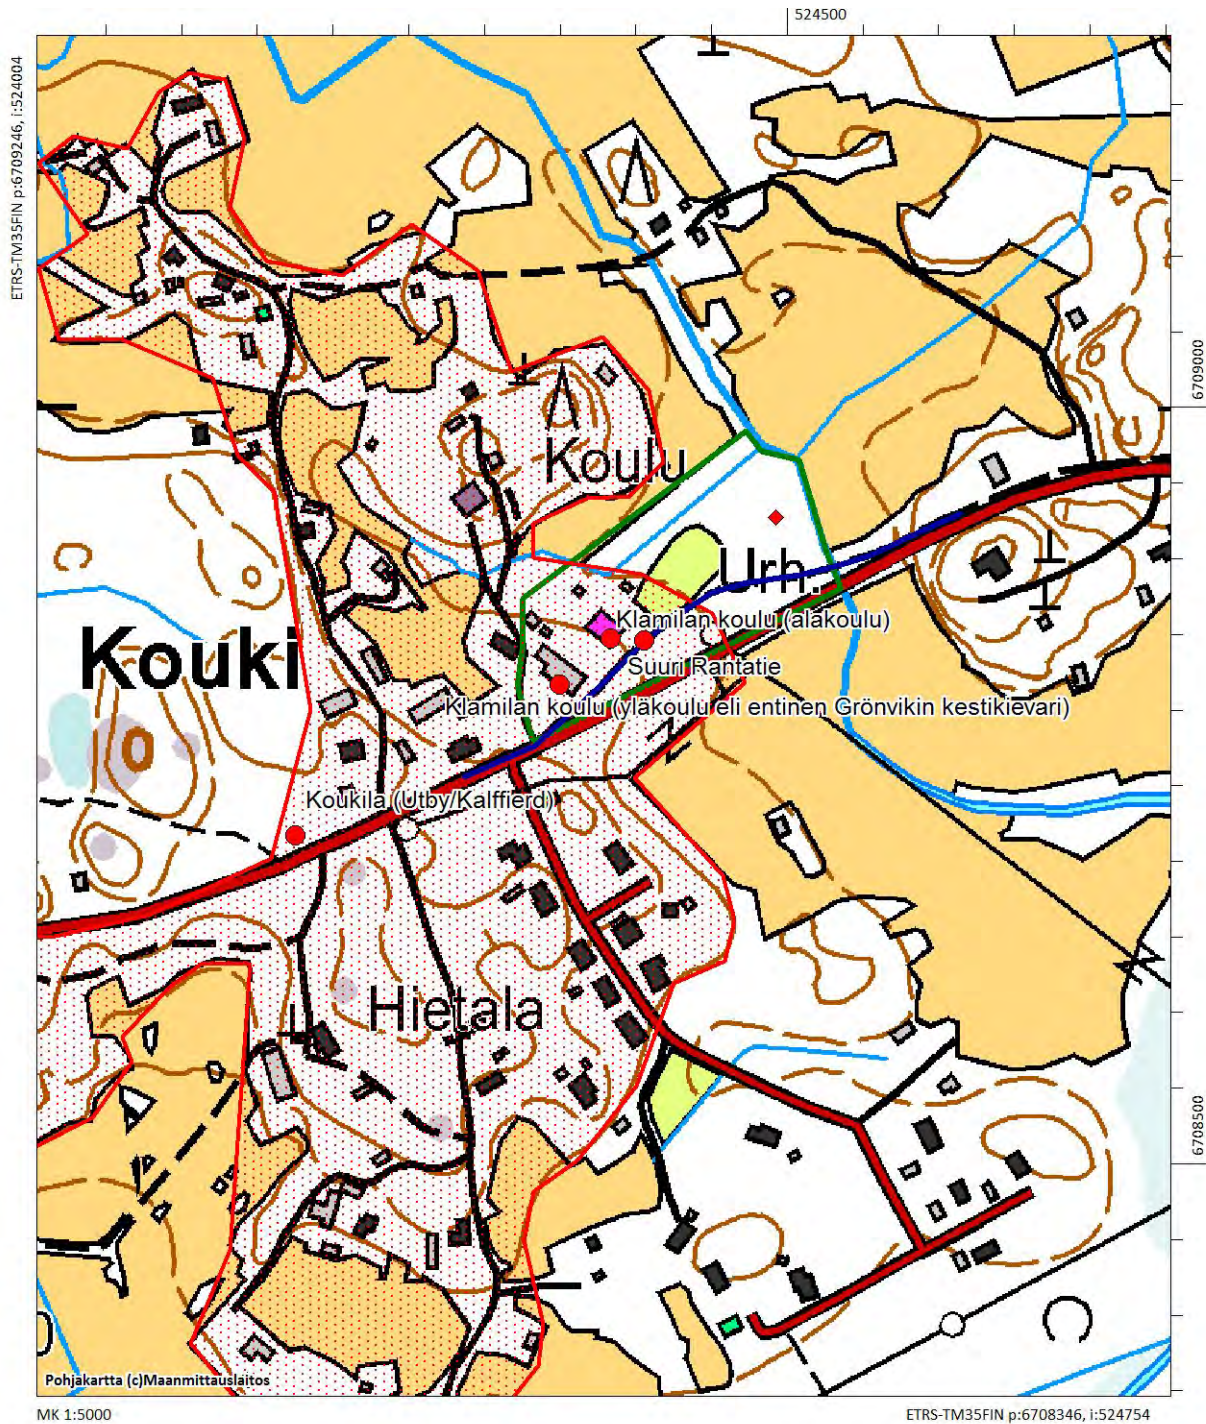 524500
ETRS-TM35FIN p:6709246, i:524004
6709000
Koulu
Urh.
Klamilan koulu (alakoulu)
Kouki
Suuri Rantatie
Klamilan koulu (yläkoulu eli entinen Grönvikin kestikievari)
Koukila (Utby/Kalffierd)
Hietala
6708500
Pohjakartta (c)Maanmittauslaitos
MK 1:5000
ETRS-TM35FIN p:6708346, i:524754